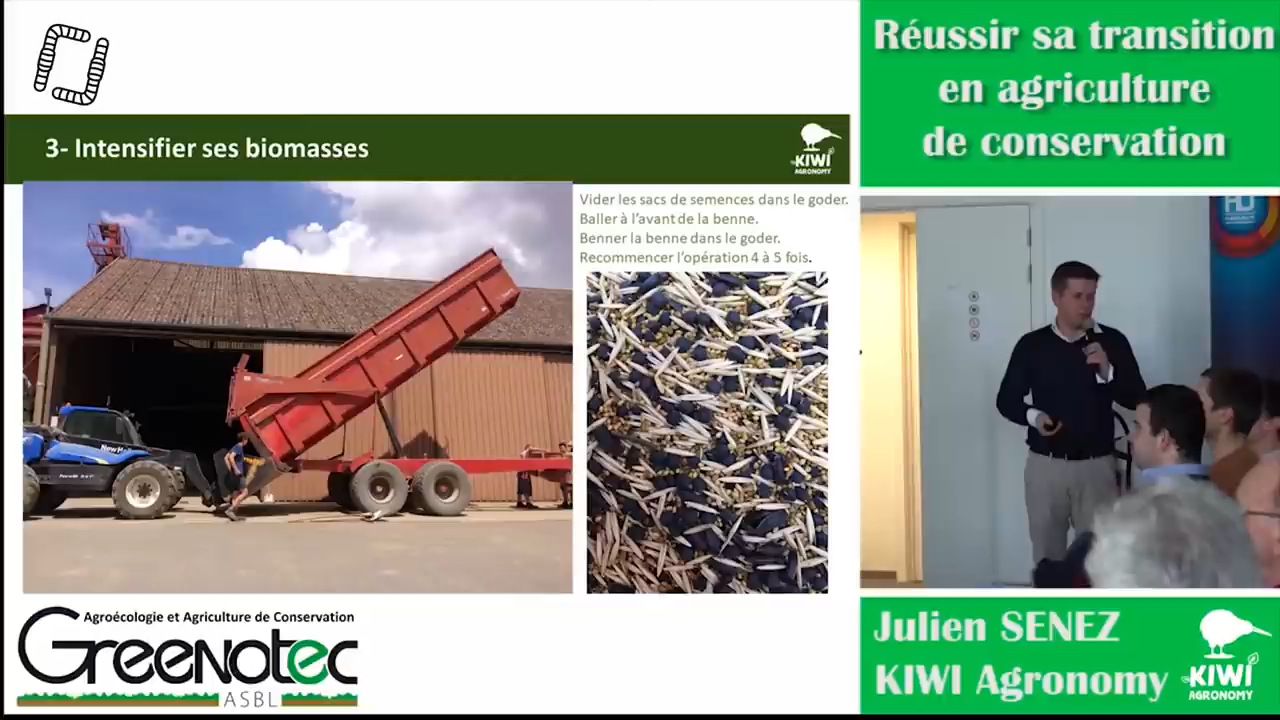 3- Intensifier ses biomasses
KIWI
AGRONOMY
Vider les sacs de semences dans le goder.
Baller à l'avant de la benne.
Benner la benne dans le goder.
Recommencer l'opération 4 à 5 fois.
New Holland
Agroécologie et Agriculture de Conservation
Greenotec
ASBL
Réussir sa transition
en agriculture
de conservation
Julien SENEZ
KIWI Agronomy
KIWI
AGRONOMY